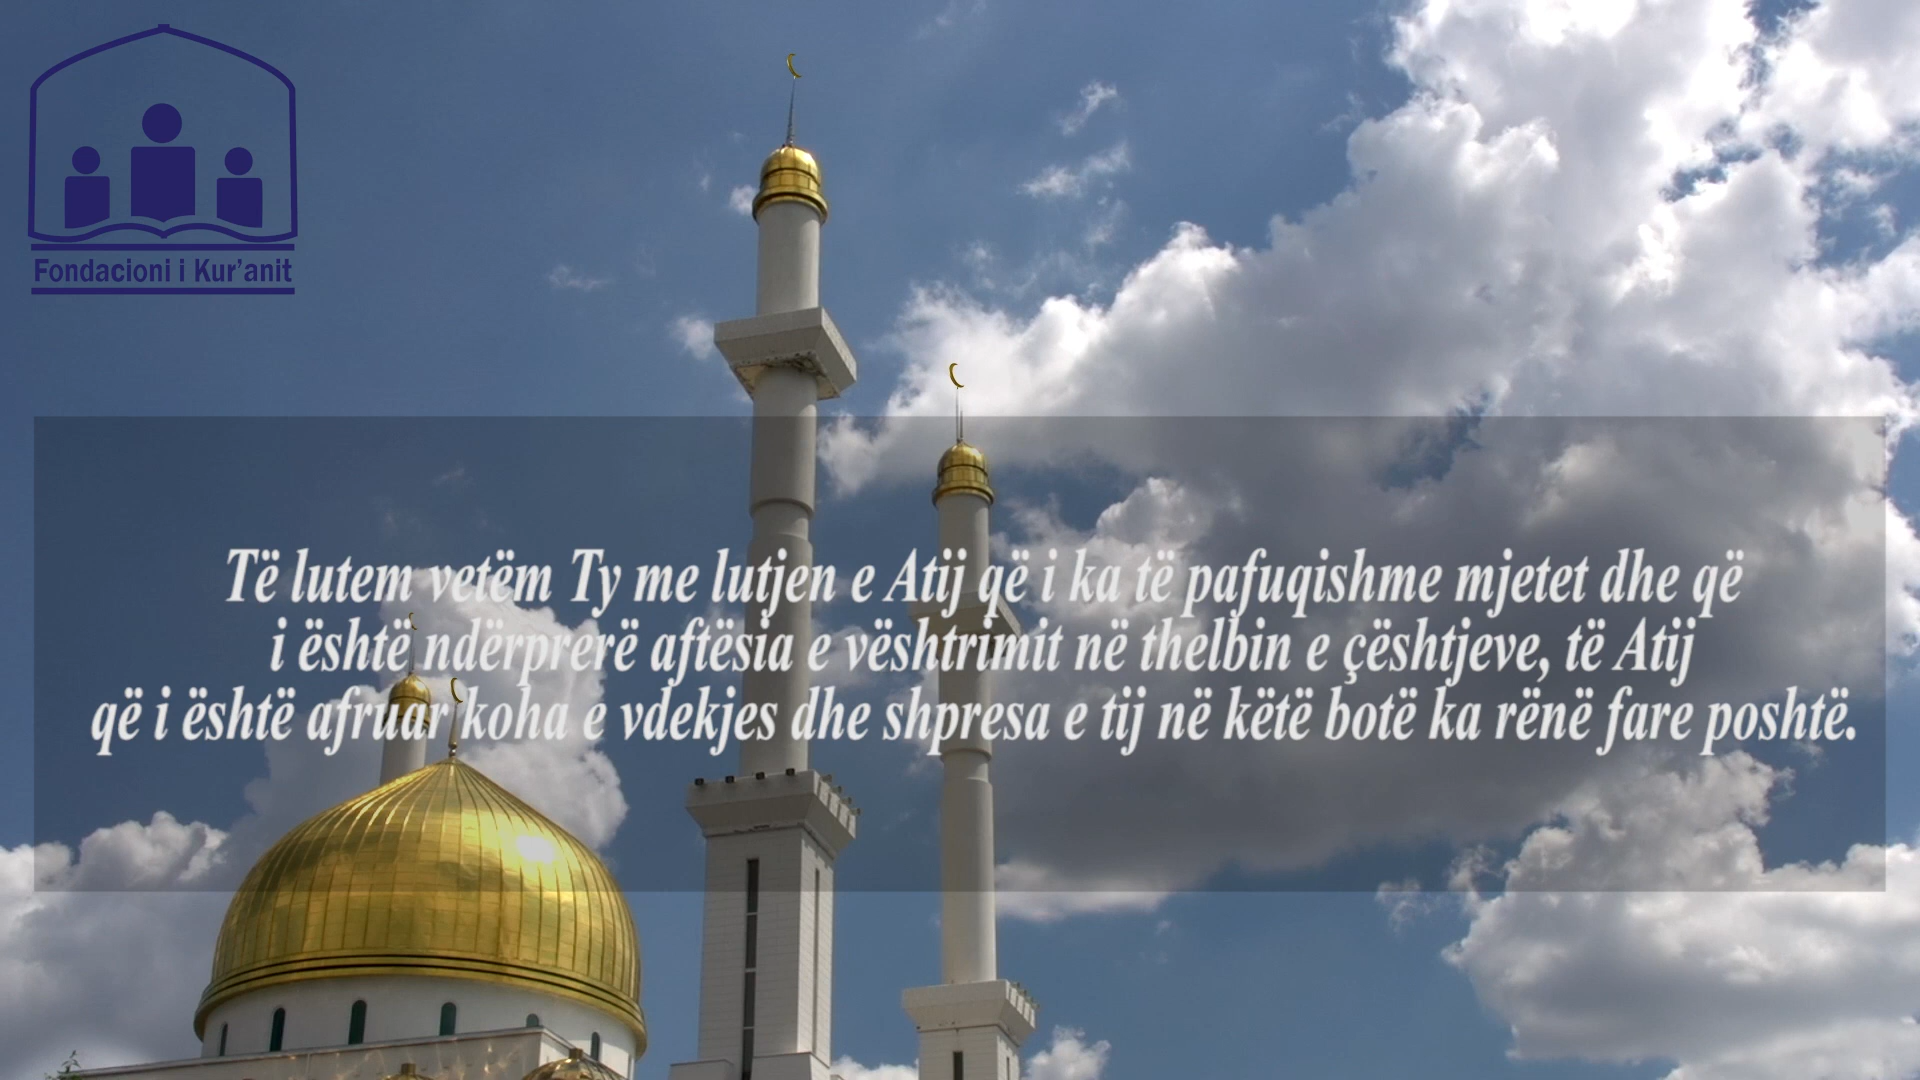 Fondacioni i Kur'anit
Të lutem vetëm Ty me lutjen e Atij që i ka të pafuqishme mjetet dhe që
i është ndërprerë aftësia e vështrimit në thelbin e çështjeve, të Atij
që i është afruar koha e vdekjes dhe shpresa e tij në këtë botë ka rënë fare poshtë.